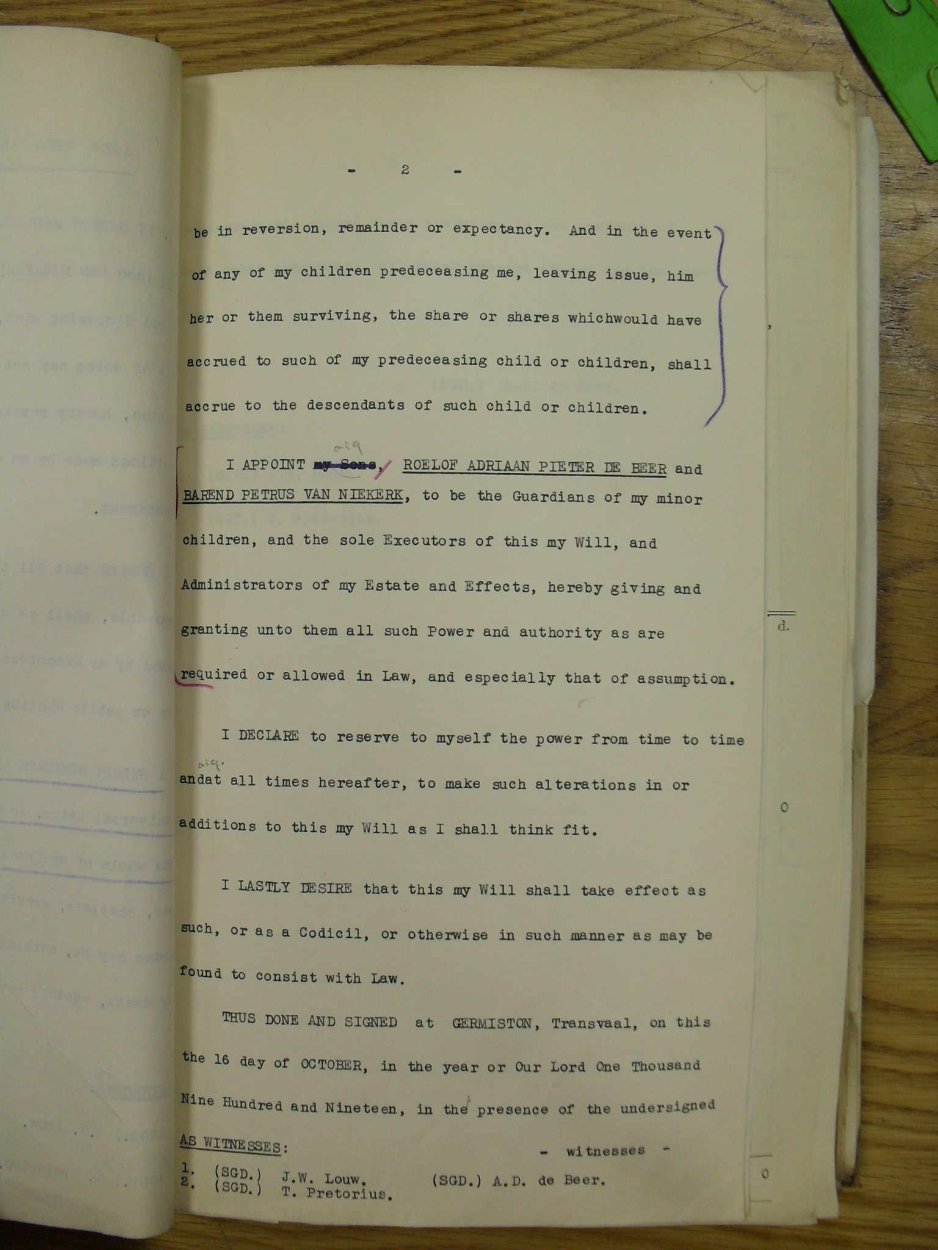 - 2 -
be in reversion, remainder or expectancy. And in the event
of any of my children predeceasing me, leaving issue, him
her or them surviving, the share or shares whichwould have
accrued to such of my predeceasing child or children, shall
accrue to the descendants of such child or children.
I APPOINT my Sons, ROELOF ADRIAAN PIETER DE BEER and
BAREND PETRUS VAN NIEKERK, to be the Guardians of my minor
children, and the sole Executors of this my Will, and
Administrators of my Estate and Effects, hereby giving and
granting unto them all such Power and authority as are
required or allowed in Law, and especially that of assumption.
I DECLARE to reserve to myself the power from time to time
andat all times hereafter, to make such alterations in or
additions to this my Will as I shall think fit.
I LASTLY DESIRE that this my Will shall take effect as
such, or as a Codicil, or otherwise in such manner as may be
found to consist with Law.
THUS DONE AND SIGNED at GERMISTON, Transvaal, on this
the 16 day of OCTOBER, in the year or Our Lord One Thousand
Nine Hundred and Nineteen, in the presence of the undersigned
AS WITNESSES: - witnesses -
1. (SGD.) J.W. Louw. (SGD.) A.D. de Beer.
2. (SGD.) T. Pretorius.
d.
0
0